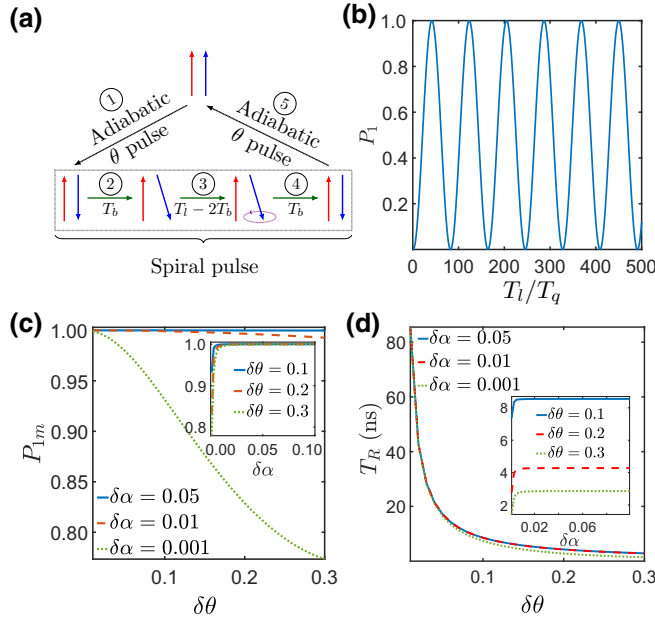 (a)
1
5
Adiabatic
θ pulse
Adiabatic
θ pulse
2
3
4
T_b
T_l − 2T_b
T_b
Spiral pulse
(b)
1.0
0.8
0.6
0.4
0.2
P_1
0 100 200 300 400 500
T_l/T_q
(c)
1.00
0.95
0.90
0.85
0.80
P_{1m}
1.0
0.9
0.8
δθ = 0.1
δθ = 0.2
δθ = 0.3
0.00 0.05 0.10
δα
δα = 0.05
δα = 0.01
δα = 0.001
0.1 0.2 0.3
δθ
(d)
80
60
40
20
T_R (ns)
δα = 0.05
δα = 0.01
δα = 0.001
8
6
4
2
δθ = 0.1
δθ = 0.2
δθ = 0.3
0.02 0.06
δα
0.1 0.2 0.3
δθ